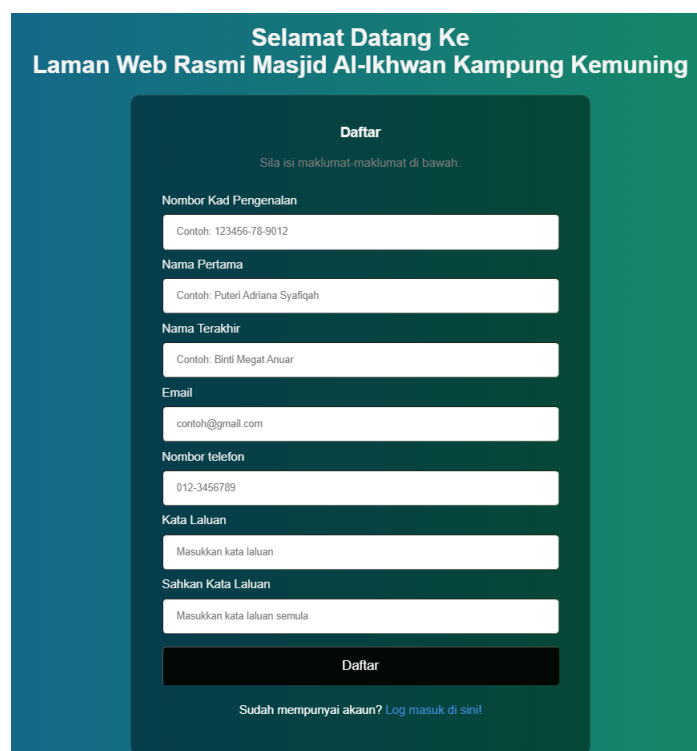 Selamat Datang Ke
Laman Web Rasmi Masjid Al-Ikhwan Kampung Kemuning
Daftar
Sila isi maklumat-maklumat di bawah.
Nombor Kad Pengenalan
Contoh: 123456-78-9012
Nama Pertama
Contoh: Puteri Adriana Syafiqah
Nama Terakhir
Contoh: Binti Megat Anuar
Email
contoh@gmail.com
Nombor telefon
012-3456789
Kata Laluan
Masukkan kata laluan
Sahkan Kata Laluan
Masukkan kata laluan semula
Daftar
Sudah mempunyai akaun? Log masuk di sini!